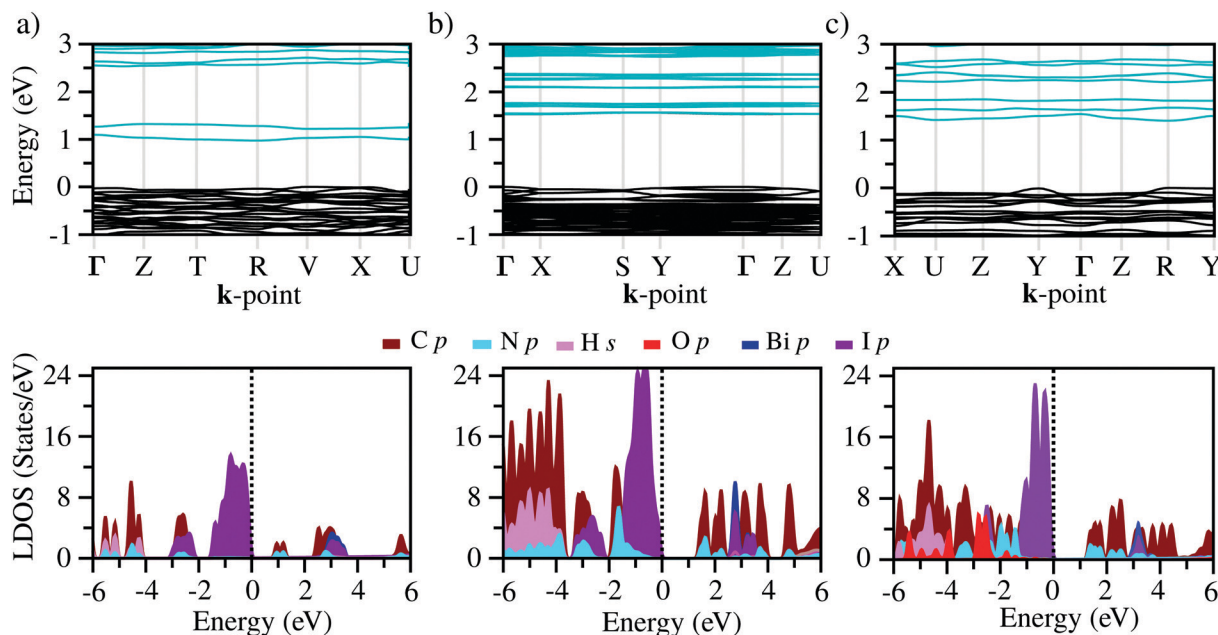 a)
b)
c)
Energy (eV)
3
2
1
0
-1
3
2
1
0
-1
3
2
1
0
-1
Γ Z T R V X U
k-point
Γ X S Y Γ Z U
k-point
X U Z Y Γ Z R Y
k-point
C p N p H s O p Bi p I p
LDOS (States/eV)
24
16
8
0
24
16
8
0
24
16
8
0
-6 -4 -2 0 2 4 6
Energy (eV)
-6 -4 -2 0 2 4 6
Energy (eV)
-6 -4 -2 0 2 4 6
Energy (eV)